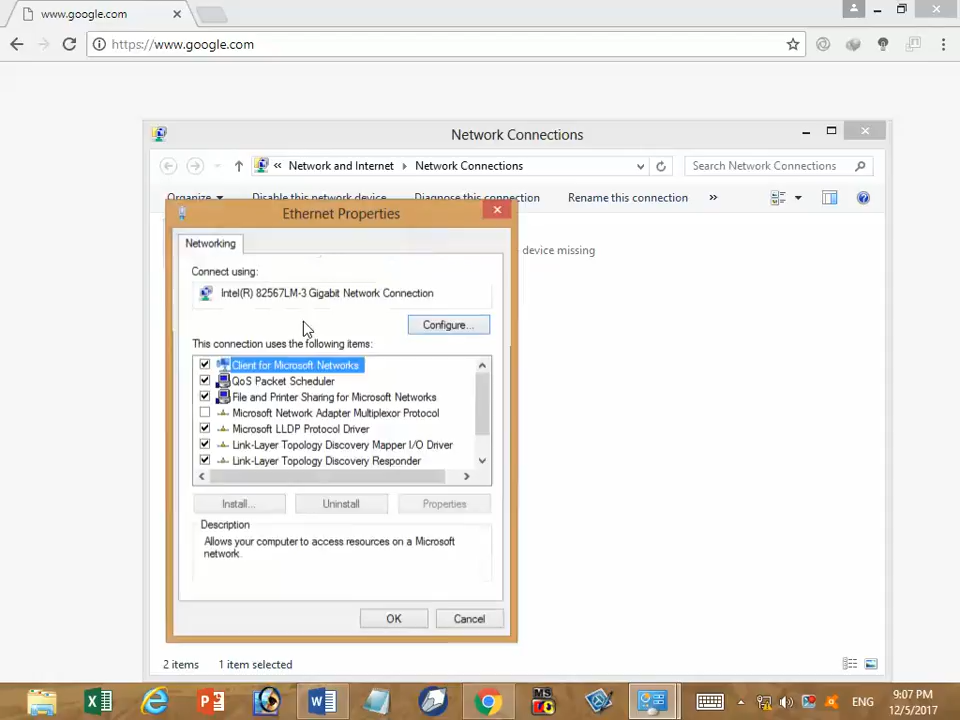 www.google.com
https://www.google.com
Network Connections
« Network and Internet Network Connections
Search Network Connections
Organize Disable this network device Diagnose this connection Rename this connection »
device missing
Ethernet Properties
Networking
Connect using:
Intel(R) 82567LM-3 Gigabit Network Connection
Configure...
This connection uses the following items:
Client for Microsoft Networks
QoS Packet Scheduler
File and Printer Sharing for Microsoft Networks
Microsoft Network Adapter Multiplexor Protocol
Microsoft LLDP Protocol Driver
Link-Layer Topology Discovery Mapper I/O Driver
Link-Layer Topology Discovery Responder
Install... Uninstall Properties
Description
Allows your computer to access resources on a Microsoft
network.
OK Cancel
2 items 1 item selected
MS
ENG
9:07 PM
12/5/2017